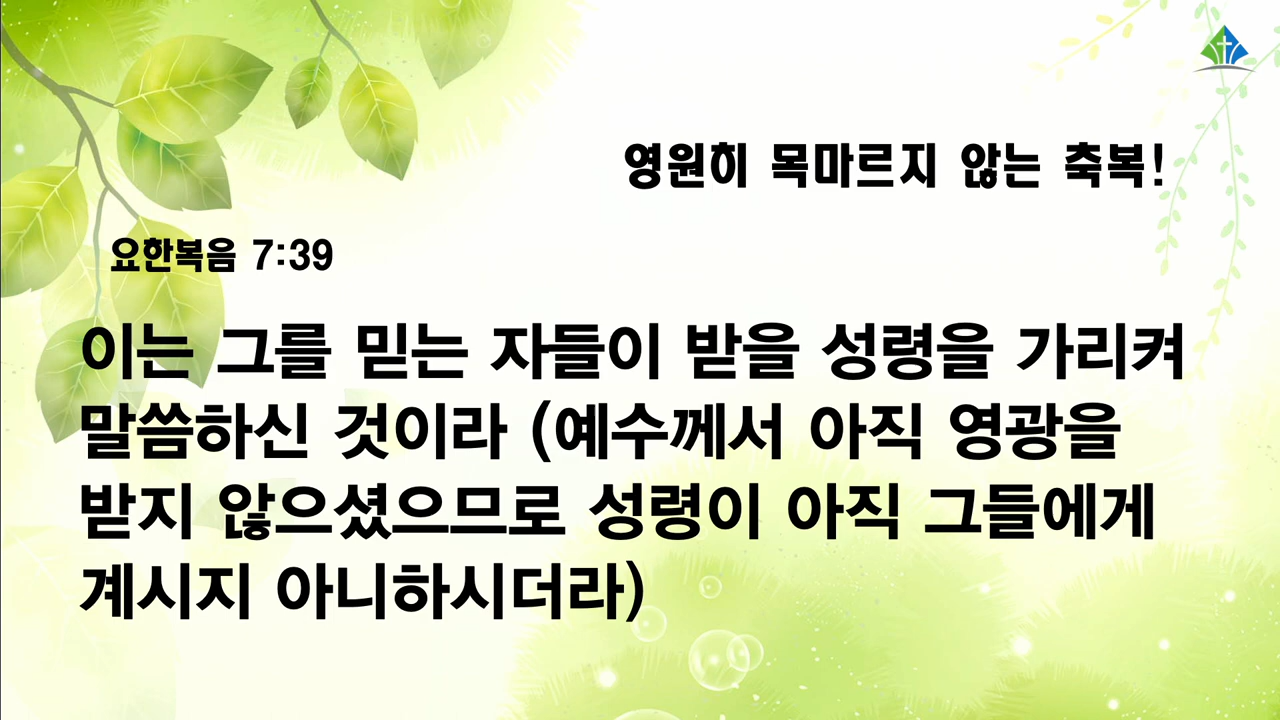 영원히 목마르지 않는 축복!
요한복음 7:39
이는 그를 믿는 자들이 받을 성령을 가리켜
말씀하신 것이라 (예수께서 아직 영광을
받지 않으셨으므로 성령이 아직 그들에게
계시지 아니하시더라)